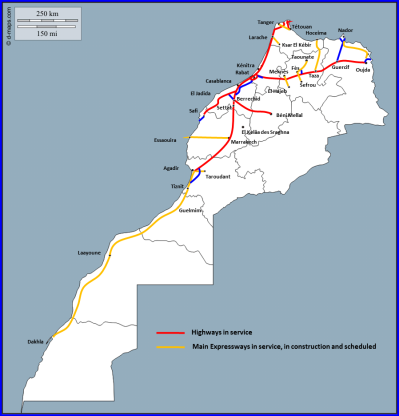 250 km
150 mi
© d-maps.com
Tanger
Tétouan
Larache
Hoceima
Nador
Ksar El Kébir
Taounate
Kénitra
Rabat
Meknès
Fès
Taza
Guercif
Oujda
Casablanca
El Hajeb
Sefrou
El Jadida
Berrechid
Settat
Safi
Béni Mellal
El Kelâa des Sraghna
Essaouira
Marrakech
Agadir
Taroudant
Tiznit
Guelmim
Laayoune
Dakhla
Highways in service
Main Expressways in service, in construction and scheduled